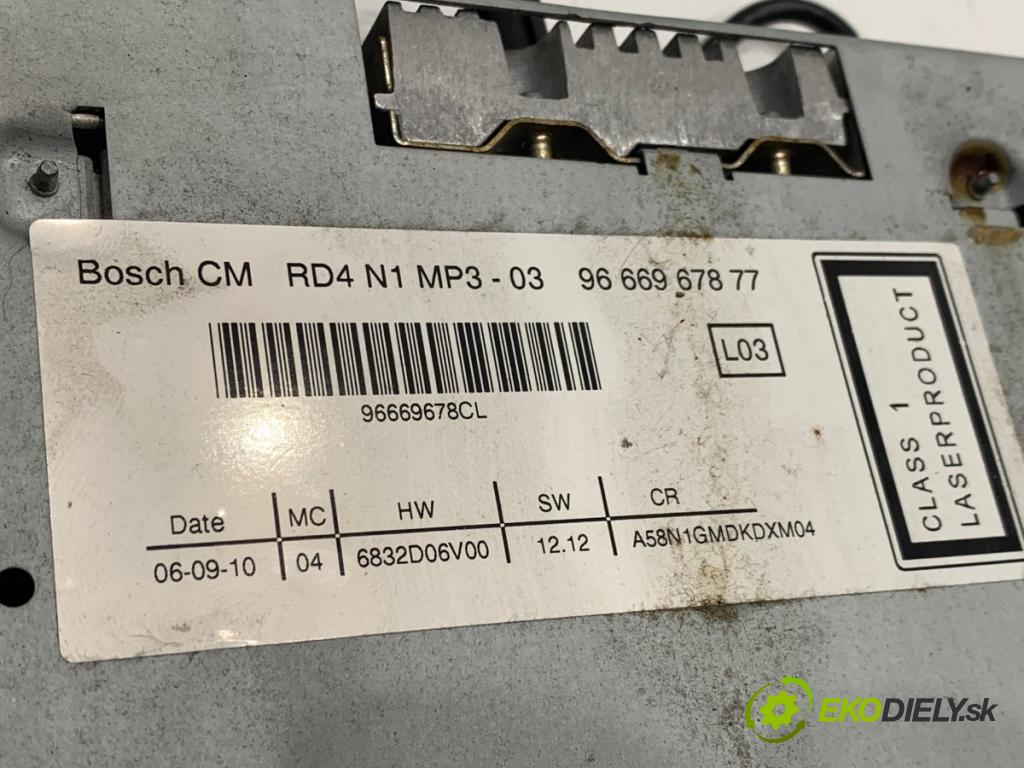 Bosch CM RD4 N1 MP3 - 03 96 669 678 77
L03
96669678CL
CLASS 1
LASERPRODUCT
Date MC HW SW CR
06-09-10 04 6832D06V00 12.12 A58N1GMDKDXM04
EKODIELY.sk